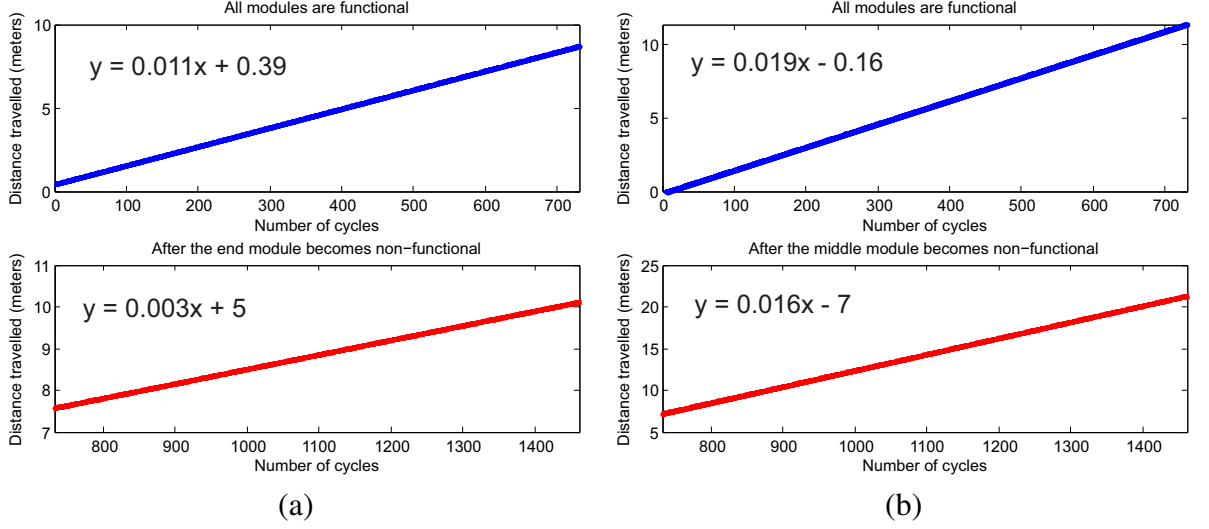 All modules are functional
Distance travelled (meters)
10
5
0
y = 0.011x + 0.39
0 100 200 300 400 500 600 700
Number of cycles
After the end module becomes non−functional
Distance travelled (meters)
11
10
9
8
7
y = 0.003x + 5
800 900 1000 1100 1200 1300 1400
Number of cycles
(a)
All modules are functional
Distance travelled (meters)
10
5
0
y = 0.019x - 0.16
0 100 200 300 400 500 600 700
Number of cycles
After the middle module becomes non−functional
Distance travelled (meters)
25
20
15
10
5
y = 0.016x - 7
800 900 1000 1100 1200 1300 1400
Number of cycles
(b)